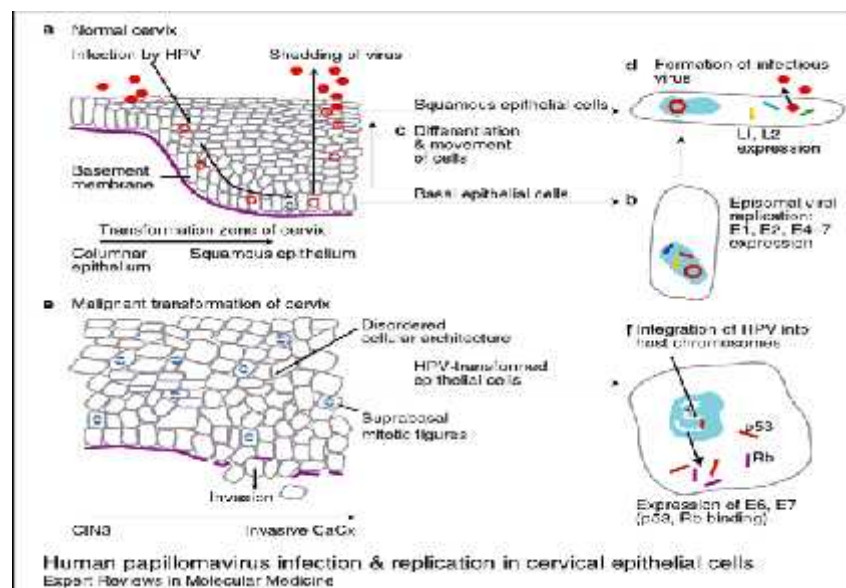 a Normal cervix
Infection by HPV
Shedding of virus
Basement
membrane
Transformation zone of cervix
Columnar
epithelium
Squamous epithelium
Squamous epithelial cells
c Differentiation
& movement
of cells
Basal epithelial cells
d Formation of infectious
virus
L1, L2
expression
b Episomal viral
replication:
E1, E2, E4–7
expression
e Malignant transformation of cervix
Disordered
cellular architecture
HPV-transformed
epithelial cells
Suprabasal
mitotic figures
Invasion
CIN3
Invasive CaCx
f Integration of HPV into
host chromosomes
p53
Rb
Expression of E6, E7
(p53, Rb binding)
Human papillomavirus infection & replication in cervical epithelial cells
Expert Reviews in Molecular Medicine